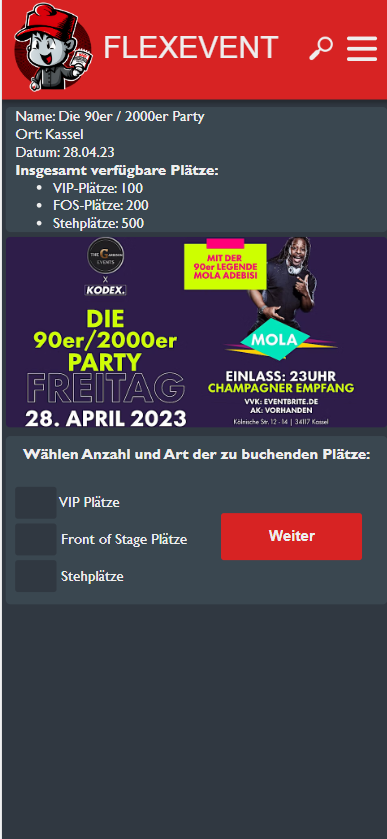 FLEXEVENT
Name: Die 90er / 2000er Party
Ort: Kassel
Datum: 28.04.23
Insgesamt verfügbare Plätze:
VIP-Plätze: 100
FOS-Plätze: 200
Stehplätze: 500
EVENTS
X
KODEX.
DIE
90er/2000er
PARTY
FREITAG
28. APRIL 2023
MIT DER
90er LEGENDE
MOLA ADEBISI
MOLA
EINLASS: 23UHR
CHAMPAGNER EMPFANG
VVK: EVENTBRITE.DE
AK: VORHANDEN
Kölnische Str. 12 - 14 | 34117 Kassel
Wählen Anzahl und Art der zu buchenden Plätze:
VIP Plätze
Front of Stage Plätze
Stehplätze
Weiter